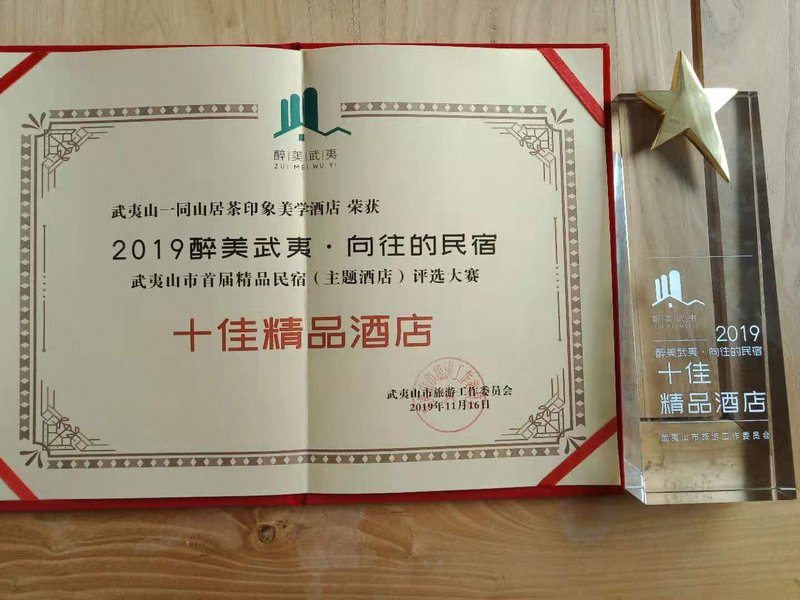 醉|美|武|夷
ZUI MEI WU YI
武夷山一同山居茶印象美学酒店 荣获
2019醉美武夷·向往的民宿
武夷山市首届精品民宿（主题酒店）评选大赛
十佳精品酒店
武夷山市旅游工作委员会
2019年11月16日
醉|美|武|夷
ZUI MEI WU YI
2019
醉美武夷·向往的民宿
十佳
精品酒店
武夷山市旅游工作委员会